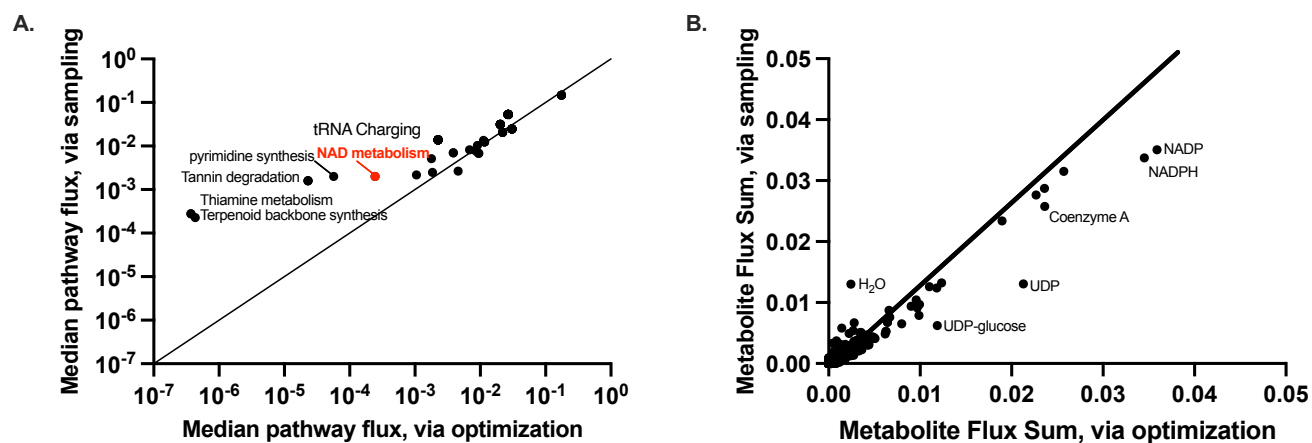 A.
Median pathway flux, via sampling
10⁰
10⁻¹
10⁻²
10⁻³
10⁻⁴
10⁻⁵
10⁻⁶
10⁻⁷
tRNA Charging
pyrimidine synthesis
NAD metabolism
Tannin degradation
Thiamine metabolism
Terpenoid backbone synthesis
10⁻⁷ 10⁻⁶ 10⁻⁵ 10⁻⁴ 10⁻³ 10⁻² 10⁻¹ 10⁰
Median pathway flux, via optimization
B.
Metabolite Flux Sum, via sampling
0.05
0.04
0.03
0.02
0.01
0.00
NADP
NADPH
Coenzyme A
H₂O
UDP
UDP-glucose
0.00 0.01 0.02 0.03 0.04 0.05
Metabolite Flux Sum, via optimization